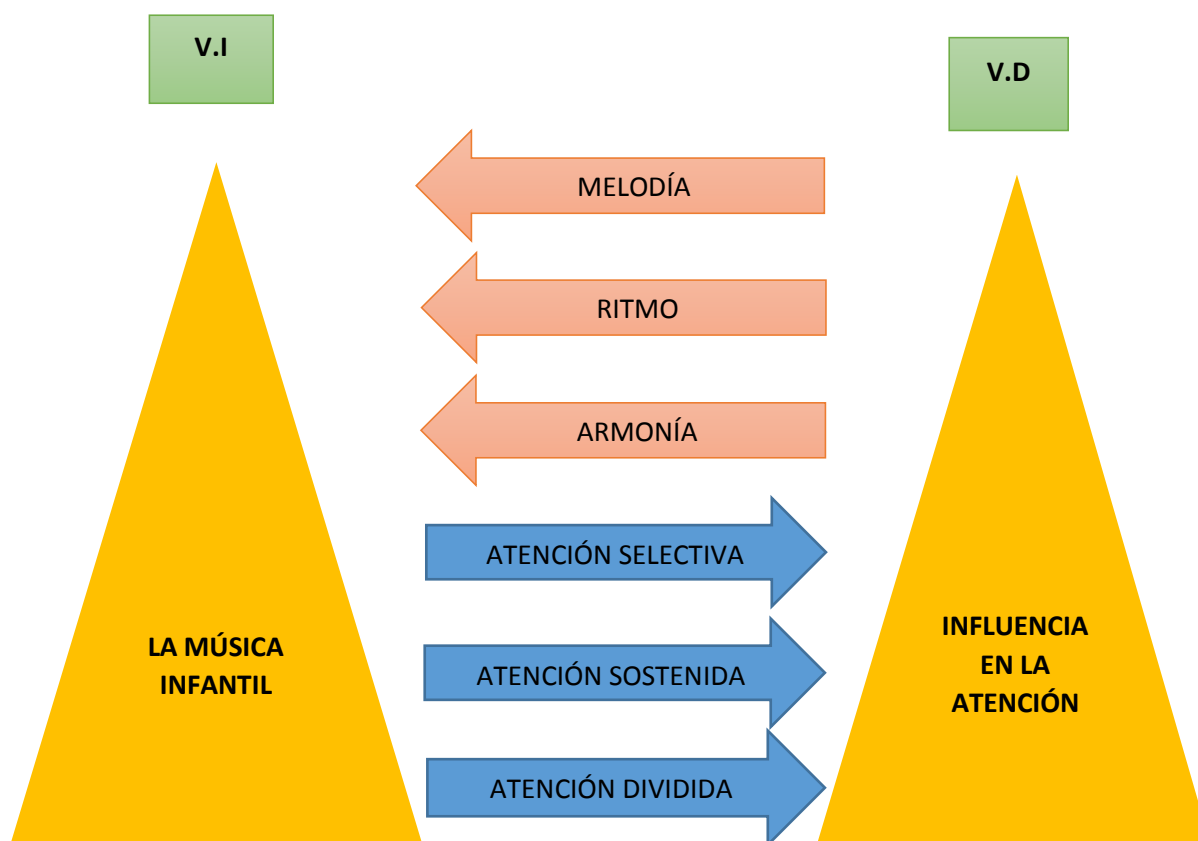 V.I
V.D
MELODÍA
RITMO
ARMONÍA
ATENCIÓN SELECTIVA
ATENCIÓN SOSTENIDA
ATENCIÓN DIVIDIDA
LA MÚSICA
INFANTIL
INFLUENCIA
EN LA
ATENCIÓN